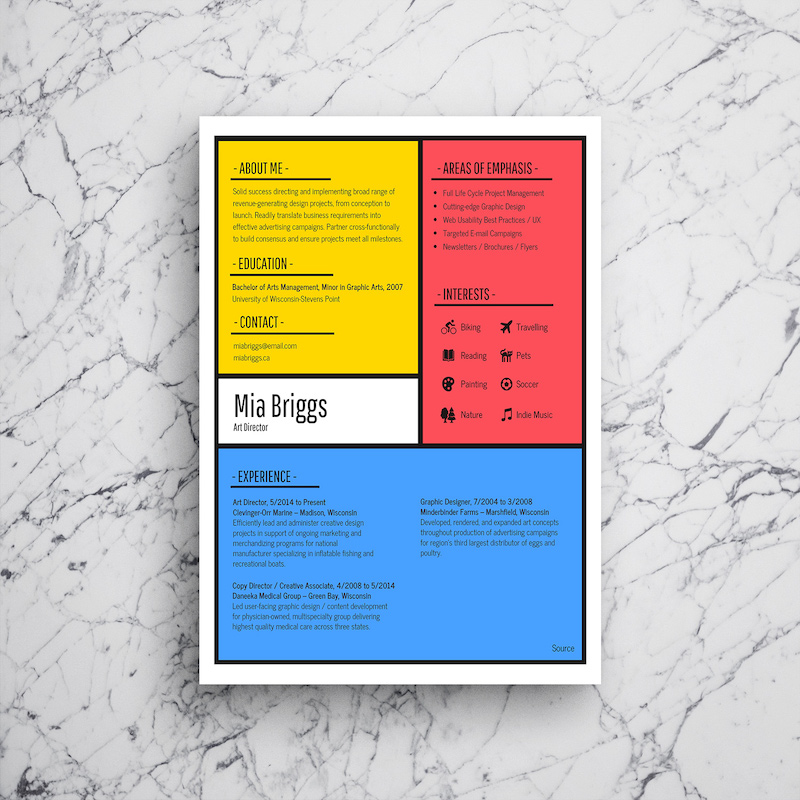 - ABOUT ME -
Solid success directing and implementing broad range of
revenue-generating design projects, from conception to
launch. Readily translate business requirements into
effective advertising campaigns. Partner cross-functionally
to build consensus and ensure projects meet all milestones.
- EDUCATION -
Bachelor of Arts Management, Minor in Graphic Arts, 2007
University of Wisconsin-Stevens Point
- CONTACT -
miabriggs@email.com
miabriggs.ca
Mia Briggs
Art Director
- AREAS OF EMPHASIS -
• Full Life Cycle Project Management
• Cutting-edge Graphic Design
• Web Usability Best Practices / UX
• Targeted E-mail Campaigns
• Newsletters / Brochures / Flyers
- INTERESTS -
Biking Travelling
Reading Pets
Painting Soccer
Nature Indie Music
- EXPERIENCE -
Art Director, 5/2014 to Present
Clevinger-Orr Marine – Madison, Wisconsin
Efficiently lead and administer creative design
projects in support of ongoing marketing and
merchandizing programs for national
manufacturer specializing in inflatable fishing and
recreational boats.
Copy Director / Creative Associate, 4/2008 to 5/2014
Daneeka Medical Group – Green Bay, Wisconsin
Led user-facing graphic design / content development
for physician-owned, multispecialty group delivering
highest quality medical care across three states.
Graphic Designer, 7/2004 to 3/2008
Minderbinder Farms – Marshfield, Wisconsin
Developed, rendered, and expanded art concepts
throughout production of advertising campaigns
for region's third largest distributor of eggs and
poultry.
Source